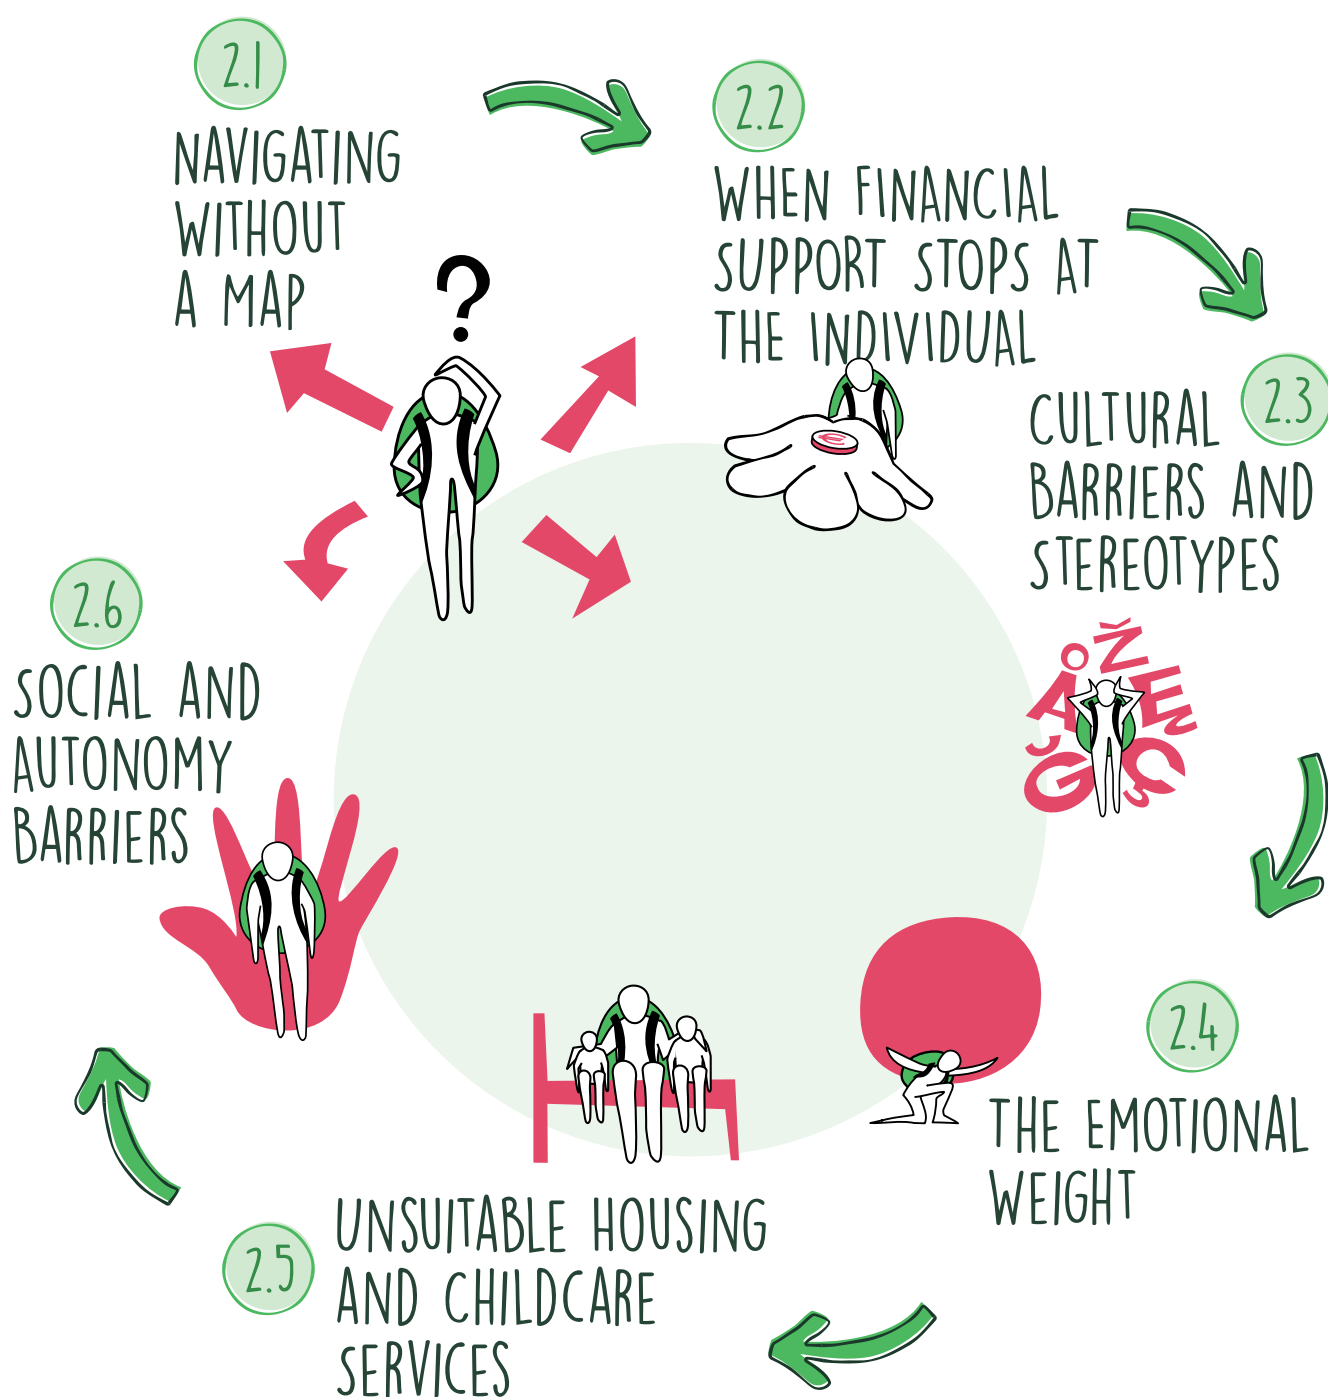 2.1
NAVIGATING
WITHOUT
A MAP
?
2.2
WHEN FINANCIAL
SUPPORT STOPS AT
THE INDIVIDUAL
€
2.3
CULTURAL
BARRIERS AND
STEREOTYPES
Å Ž E Ğ Ç
2.4
THE EMOTIONAL
WEIGHT
2.5
UNSUITABLE HOUSING
AND CHILDCARE
SERVICES
2.6
SOCIAL AND
AUTONOMY
BARRIERS